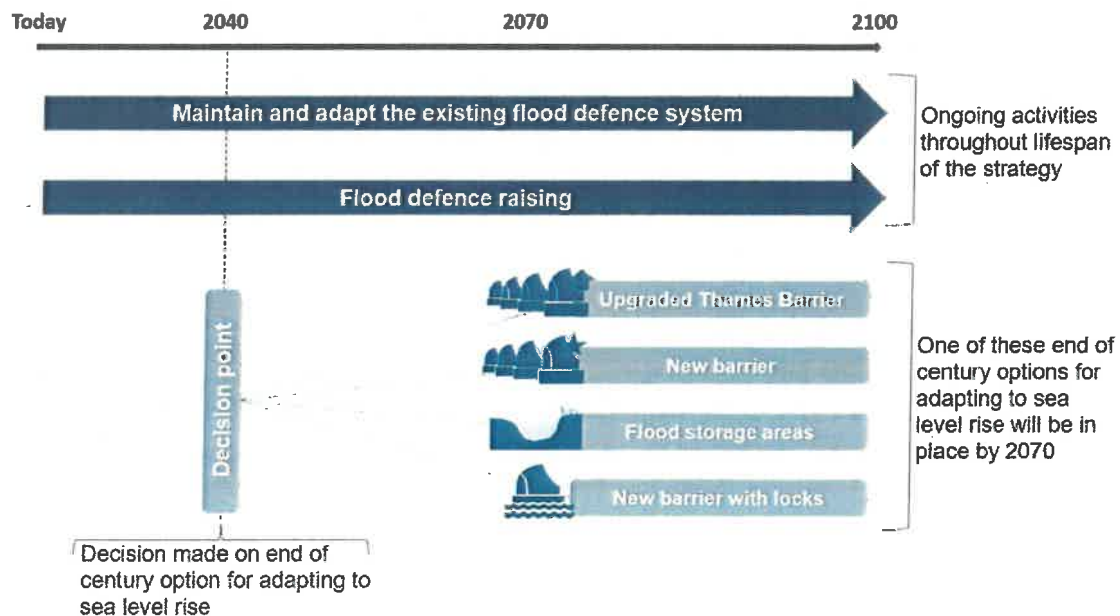 Today 2040 2070 2100
Maintain and adapt the existing flood defence system
Flood defence raising
Ongoing activities
throughout lifespan
of the strategy
Decision point
Upgraded Thames Barrier
New barrier
Flood storage areas
New barrier with locks
One of these end of
century options for
adapting to sea
level rise will be in
place by 2070
Decision made on end of
century option for adapting to
sea level rise